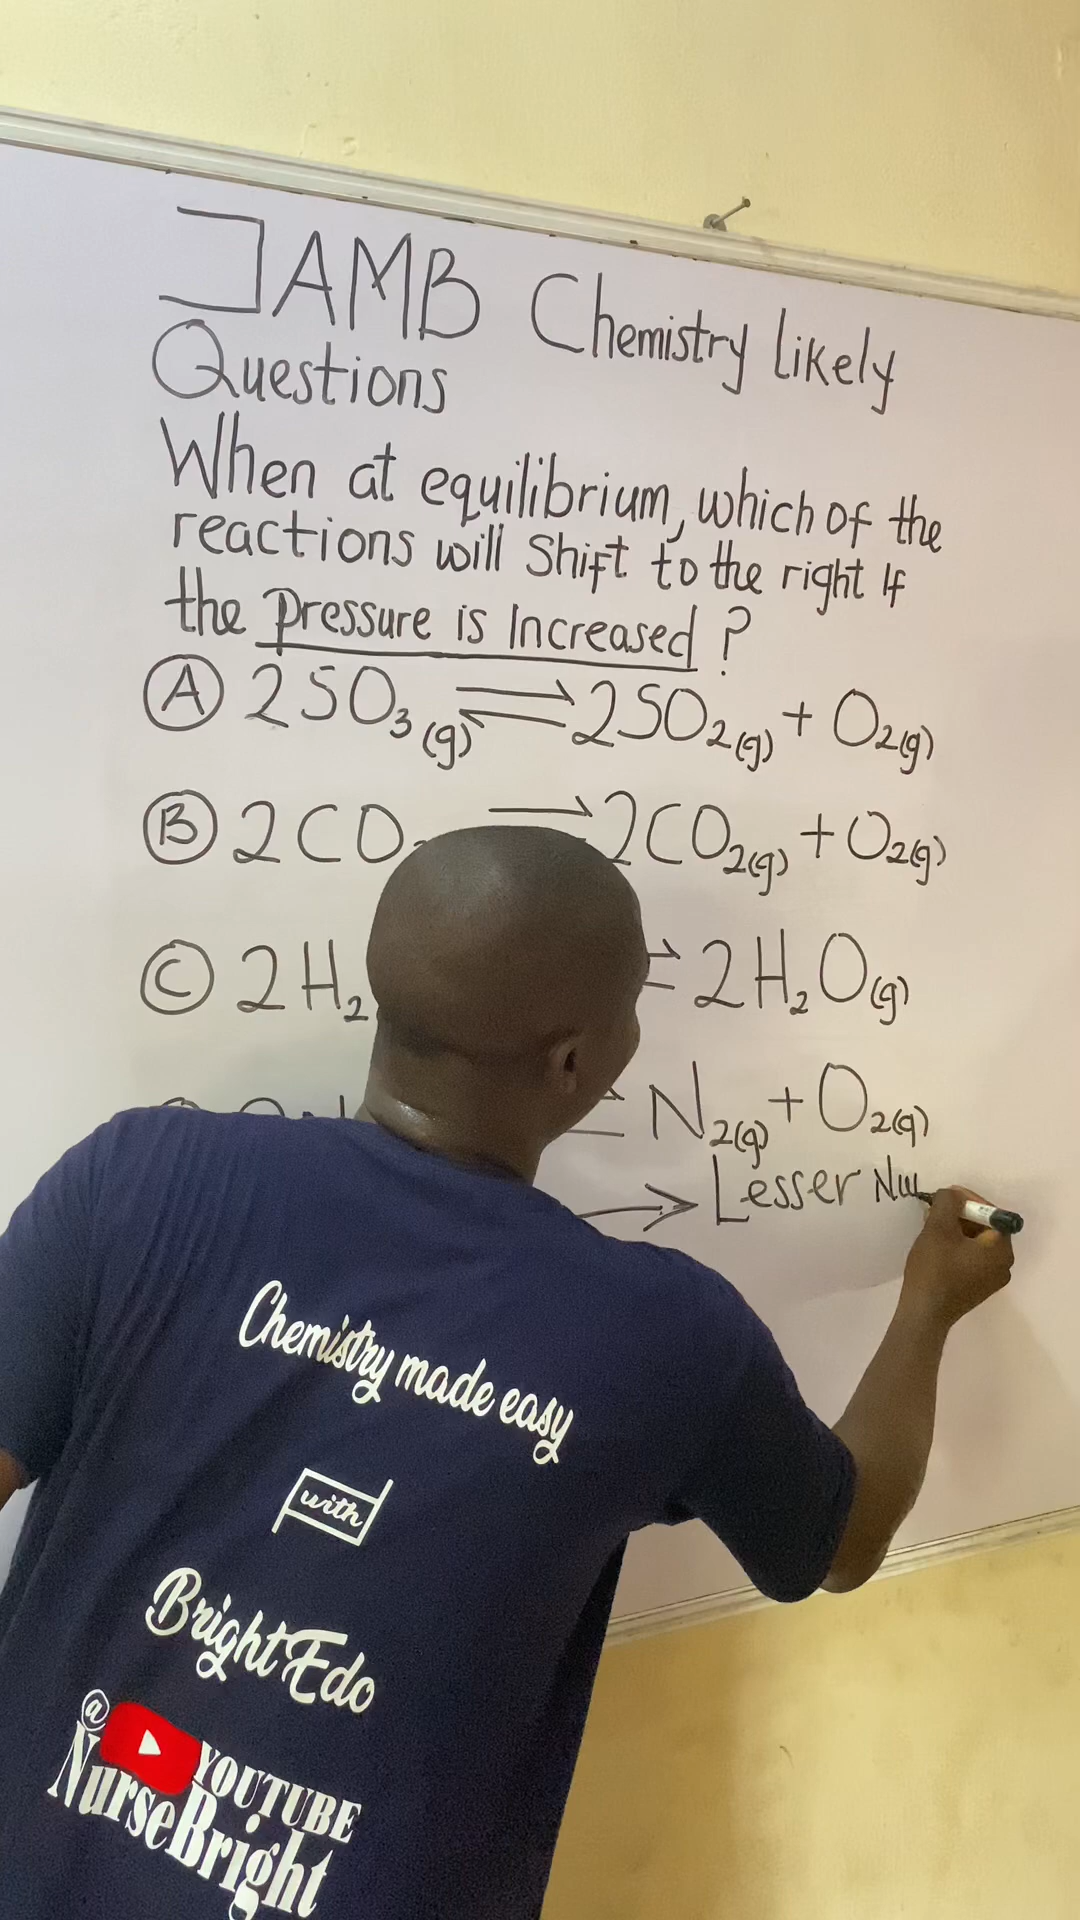 JAMB Chemistry likely
Questions
When at equilibrium, which of the
reactions will Shift to the right If
the pressure is Increased ?
A 2SO₃(g) ⇌ 2SO₂(g) + O₂(g)
B 2CO 2CO₂(g) + O₂(g)
C 2H₂ ⇌ 2H₂O(g)
⇌ N₂(g) + O₂(g)
→ Lesser Nu
Chemistry made easy
with
Bright Edo
@ YOUTUBE
NurseBright